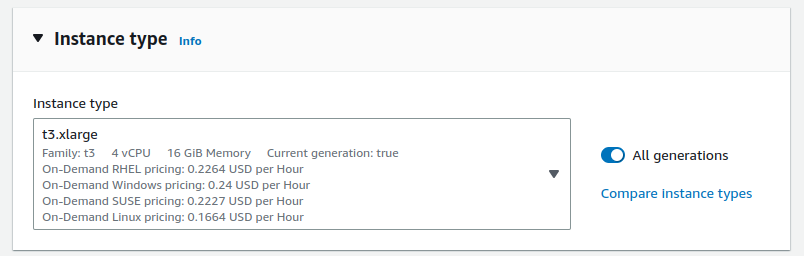 Instance type Info
Instance type
t3.xlarge
Family: t3 4 vCPU 16 GiB Memory Current generation: true
On-Demand RHEL pricing: 0.2264 USD per Hour
On-Demand Windows pricing: 0.24 USD per Hour
On-Demand SUSE pricing: 0.2227 USD per Hour
On-Demand Linux pricing: 0.1664 USD per Hour
All generations
Compare instance types